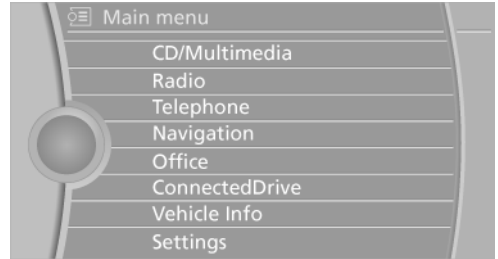 Main menu
CD/Multimedia
Radio
Telephone
Navigation
Office
ConnectedDrive
Vehicle Info
Settings